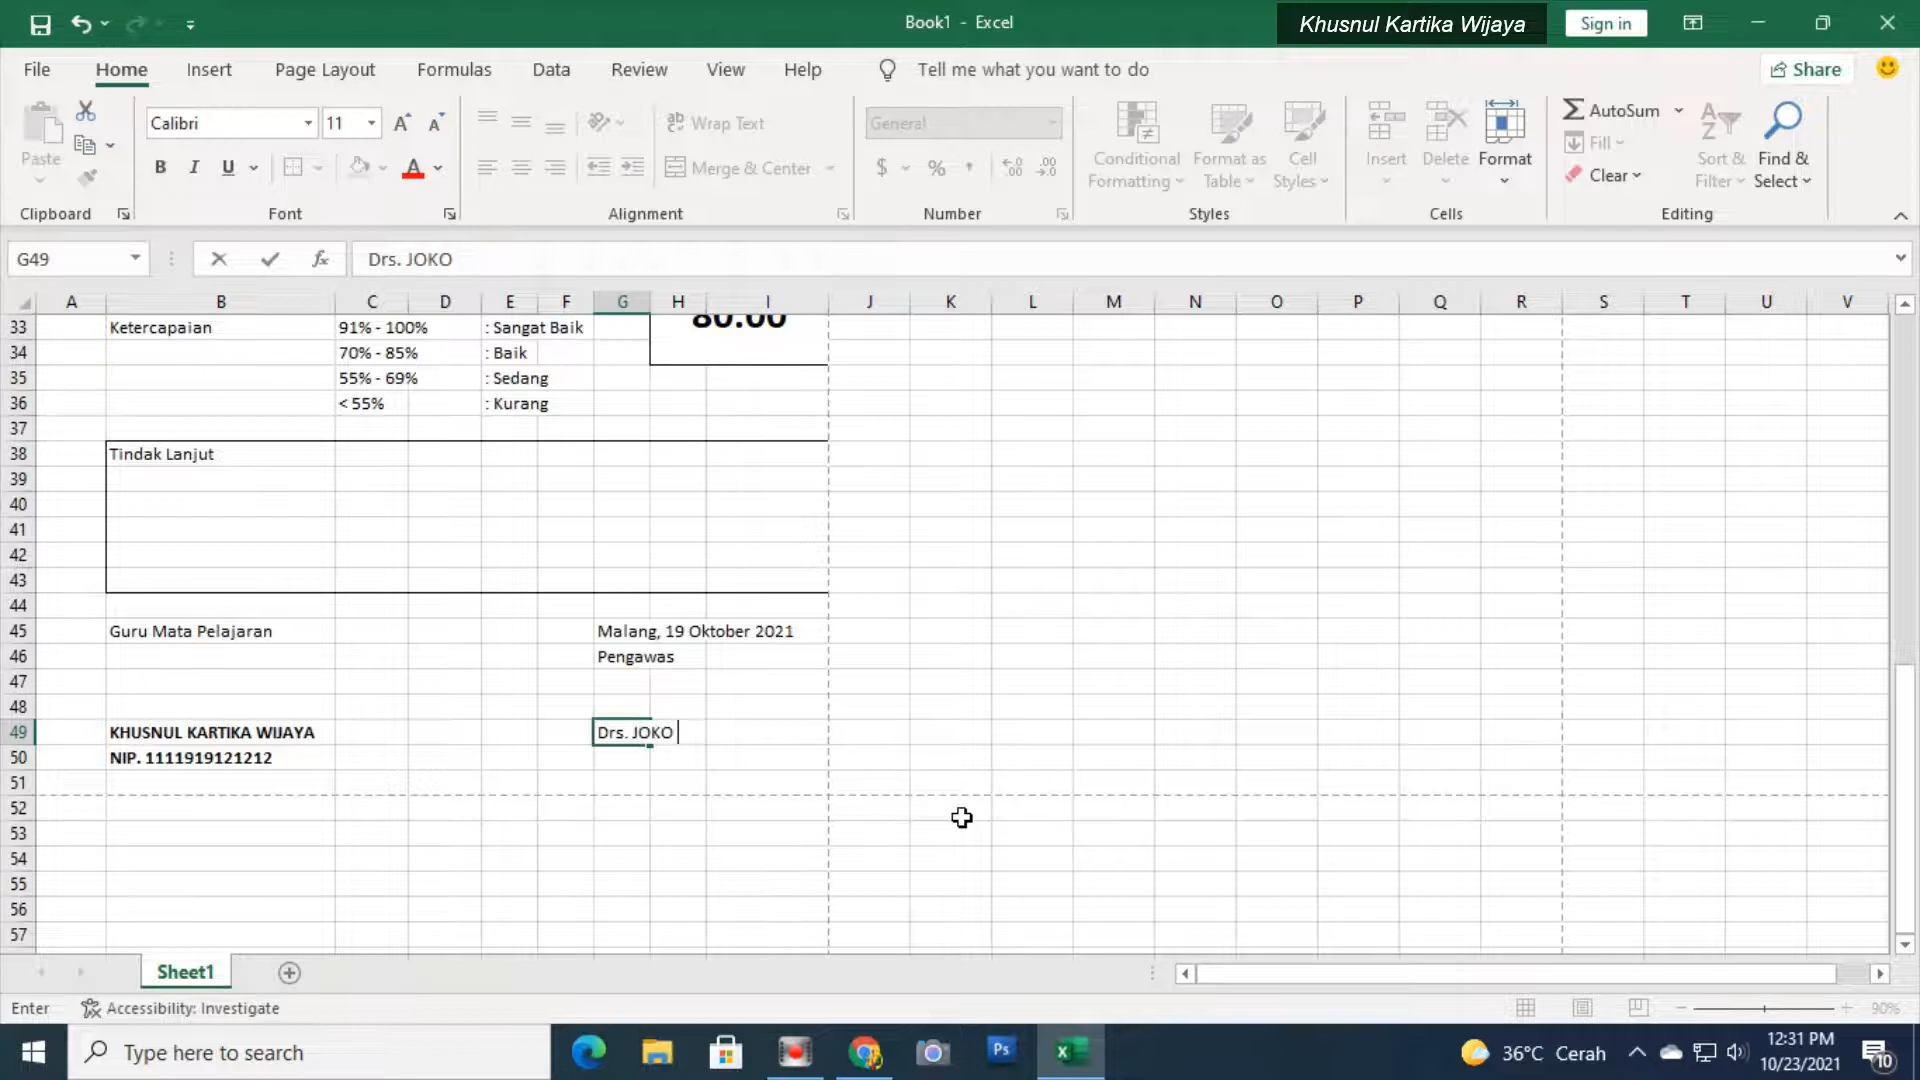 Book1 - Excel
Khusnul Kartika Wijaya
Sign in
File Home Insert Page Layout Formulas Data Review View Help Tell me what you want to do Share
Paste
Calibri 11
B I U A
ab Wrap Text
Merge & Center
General
$ % ,
Conditional Formatting
Format as Table
Cell Styles
Insert
Delete
Format
AutoSum
Fill
Clear
Sort & Filter
Find & Select
Clipboard Font Alignment Number Styles Cells Editing
G49 fx Drs. JOKO
A B C D E F G H I J K L M N O P Q R S T U V
80.00
33 Ketercapaian 91% - 100% : Sangat Baik
34 70% - 85% : Baik
35 55% - 69% : Sedang
36 < 55% : Kurang
37
38 Tindak Lanjut
39
40
41
42
43
44
45 Guru Mata Pelajaran Malang, 19 Oktober 2021
46 Pengawas
47
48
49 KHUSNUL KARTIKA WIJAYA Drs. JOKO
50 NIP. 1111919121212
51
52
53
54
55
56
57
Sheet1
Enter Accessibility: Investigate 90%
Type here to search
Ps
36°C Cerah
12:31 PM
10/23/2021
10